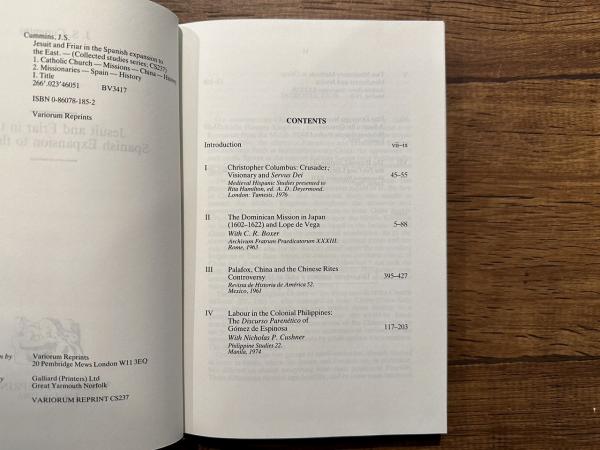 Cummins, J.S.
Jesuit and Friar in the Spanish expansion to
the East. — (Collected studies series; CS237)
1. Catholic Church — Missions — China — History
2. Missionaries — Spain — History
I. Title
266'.023'46051 BV3417
ISBN 0-86078-185-2
Variorum Reprints
by
Variorum Reprints
20 Pembridge Mews London W11 3EQ
Galliard (Printers) Ltd
Great Yarmouth Norfolk
VARIORUM REPRINT CS237
CONTENTS
Introduction vii–ix
I Christopher Columbus: Crusader,
Visionary and Servus Dei 45–55
Medieval Hispanic Studies presented to
Rita Hamilton, ed. A. D. Deyermond.
London: Tamesis, 1976
II The Dominican Mission in Japan
(1602–1622) and Lope de Vega 5–88
With C. R. Boxer
Archivum Fratrum Praedicatorum XXXIII.
Rome, 1963
III Palafox, China and the Chinese Rites
Controversy 395–427
Revista de Historia de América 52.
Mexico, 1961
IV Labour in the Colonial Philippines:
The Discurso Parenético of
Gómez de Espinosa 117–203
With Nicholas P. Cushner
Philippine Studies 22.
Manila, 1974